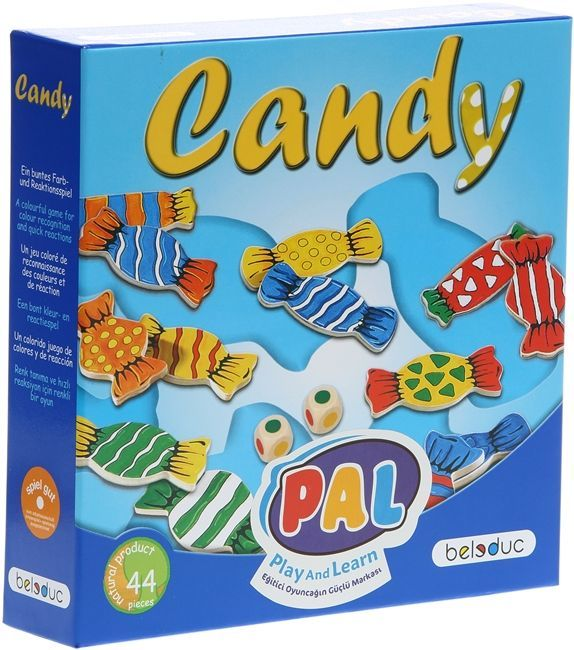 Candy
Candy
Ein buntes Farb-
und Reaktionsspiel
A colourful game for
colour recognition
and quick reactions
Un jeu coloré de
reconnaissance
des couleurs et
de réaction
Een bont kleur- en
reactiespel
Un colorido juego de
colores y de reacción
Renk tanıma ve hızlı
reaksiyon için renkli
bir oyun
spiel gut
natural product
44
pieces
beleduc
PAL
Play And Learn
Eğitici Oyuncağın Güçlü Markası
beleduc